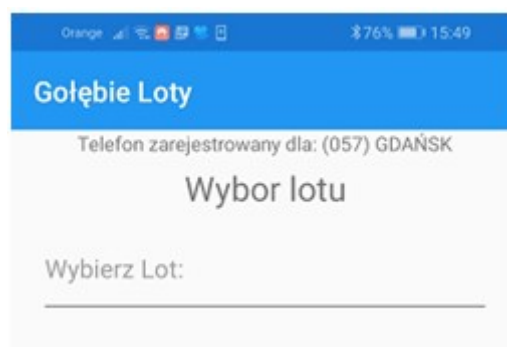 Orange 76% 15:49
Gołębie Loty
Telefon zarejestrowany dla: (057) GDAŃSK
Wybor lotu
Wybierz Lot: